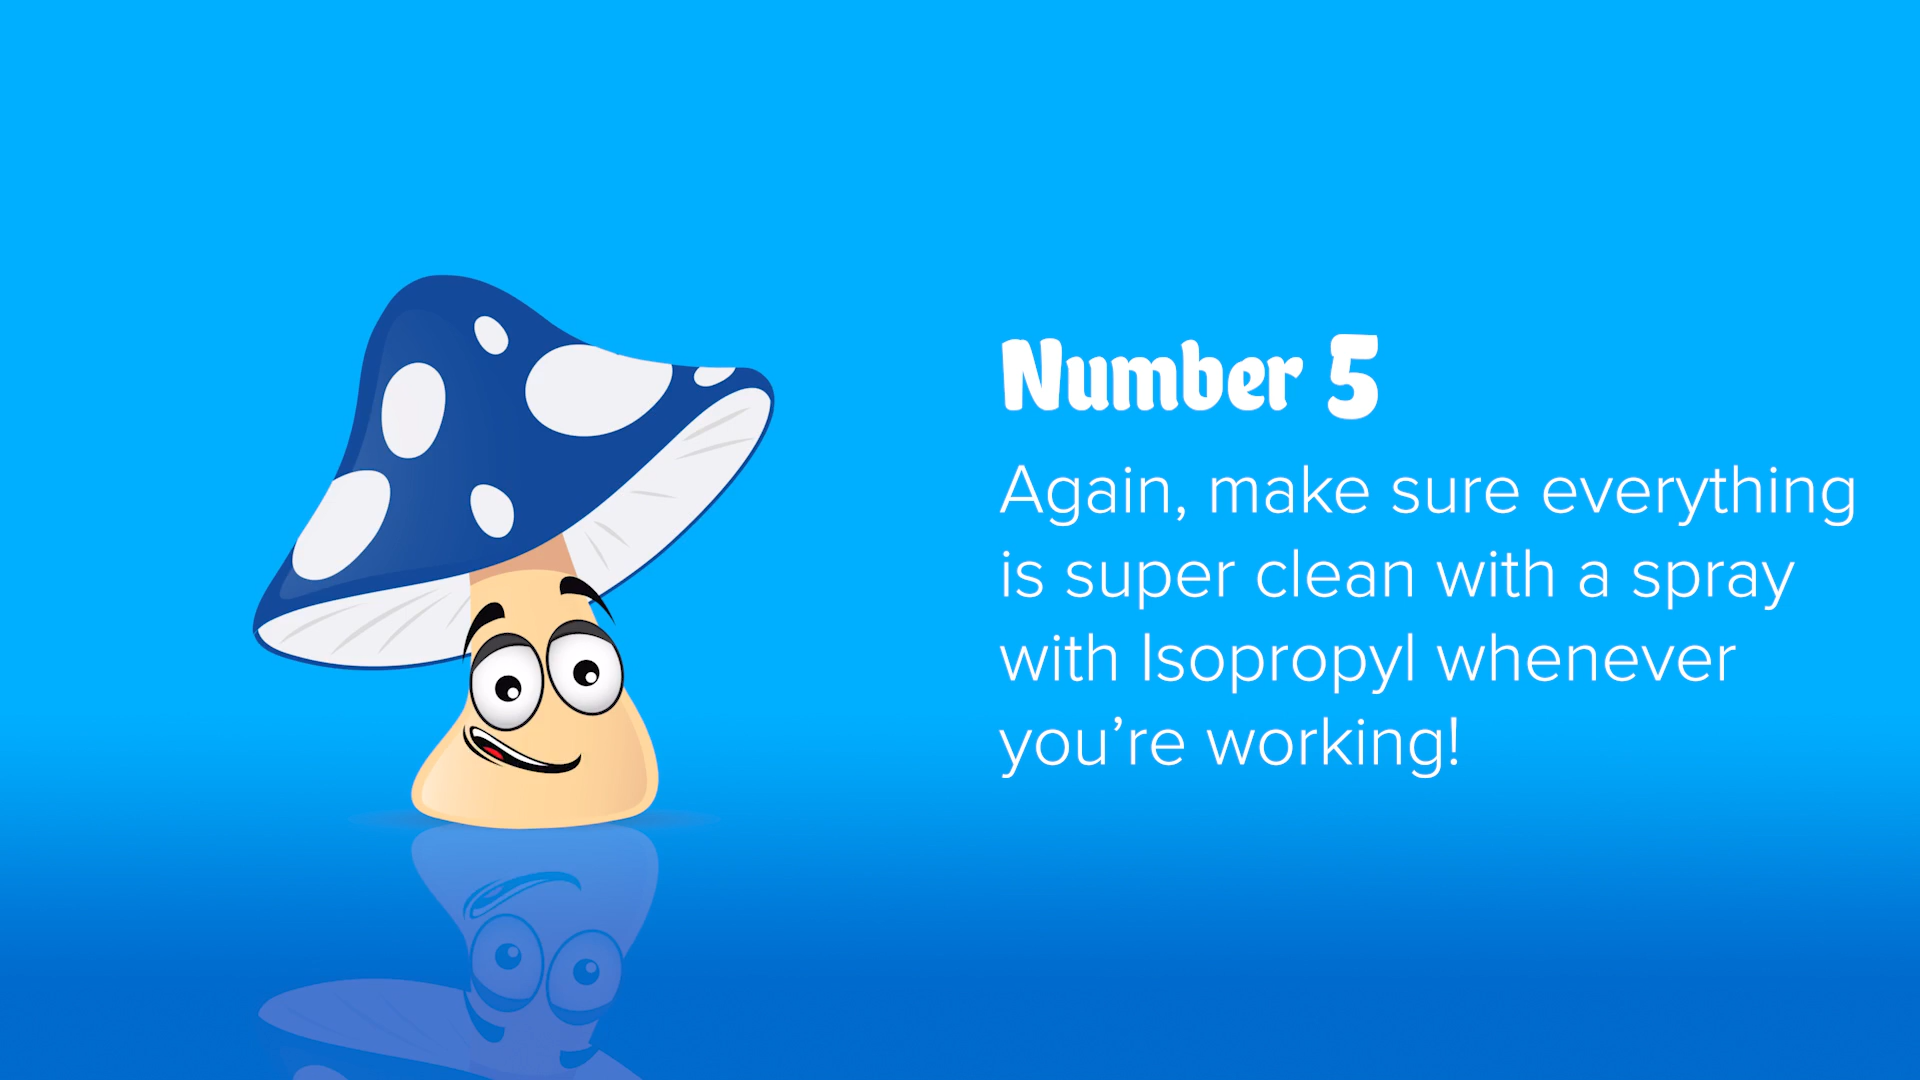 Number 5
Again, make sure everything
is super clean with a spray
with Isopropyl whenever
you’re working!